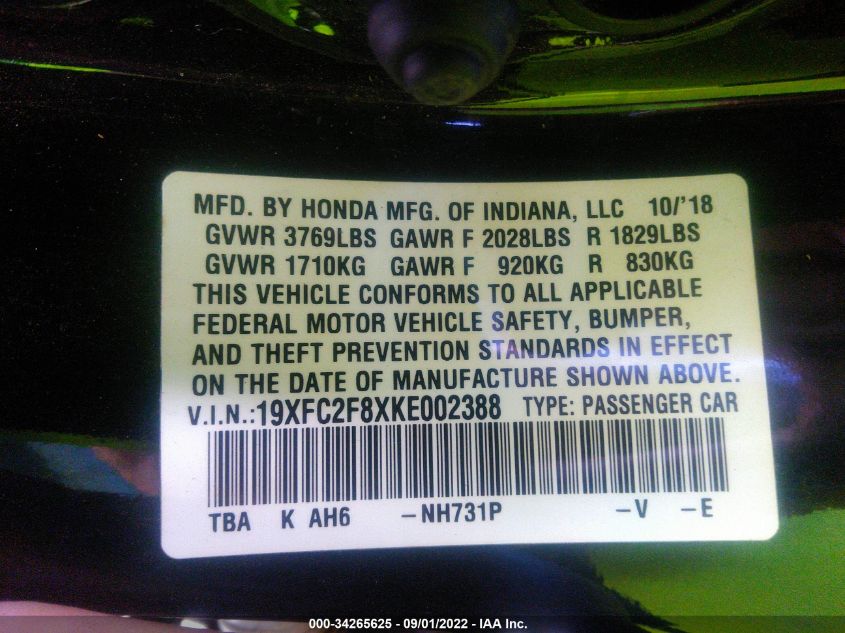 MFD. BY HONDA MFG. OF INDIANA, LLC 10/'18
GVWR 3769LBS GAWR F 2028LBS R 1829LBS
GVWR 1710KG GAWR F 920KG R 830KG
THIS VEHICLE CONFORMS TO ALL APPLICABLE
FEDERAL MOTOR VEHICLE SAFETY, BUMPER,
AND THEFT PREVENTION STANDARDS IN EFFECT
ON THE DATE OF MANUFACTURE SHOWN ABOVE.
V.I.N.:19XFC2F8XKE002388 TYPE: PASSENGER CAR
TBA K AH6 -NH731P -V -E
000-34265625 - 09/01/2022 - IAA Inc.